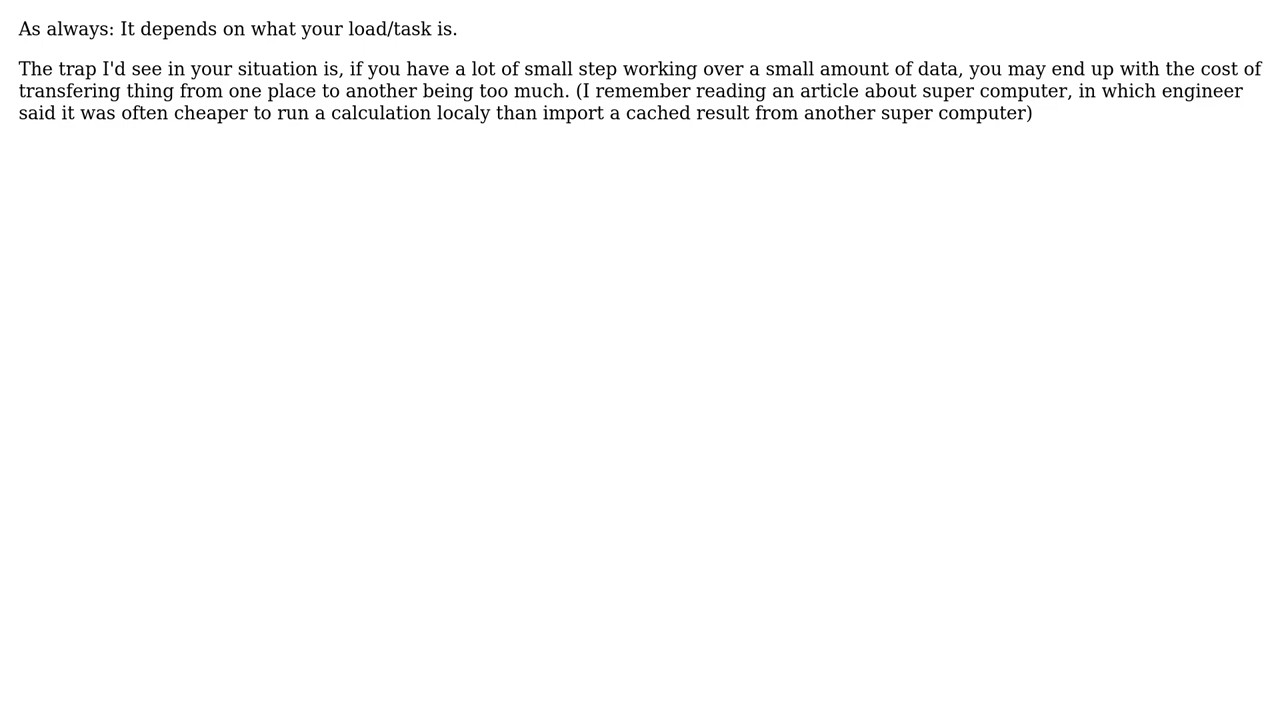 As always: It depends on what your load/task is.
The trap I'd see in your situation is, if you have a lot of small step working over a small amount of data, you may end up with the cost of
transfering thing from one place to another being too much. (I remember reading an article about super computer, in which engineer
said it was often cheaper to run a calculation localy than import a cached result from another super computer)